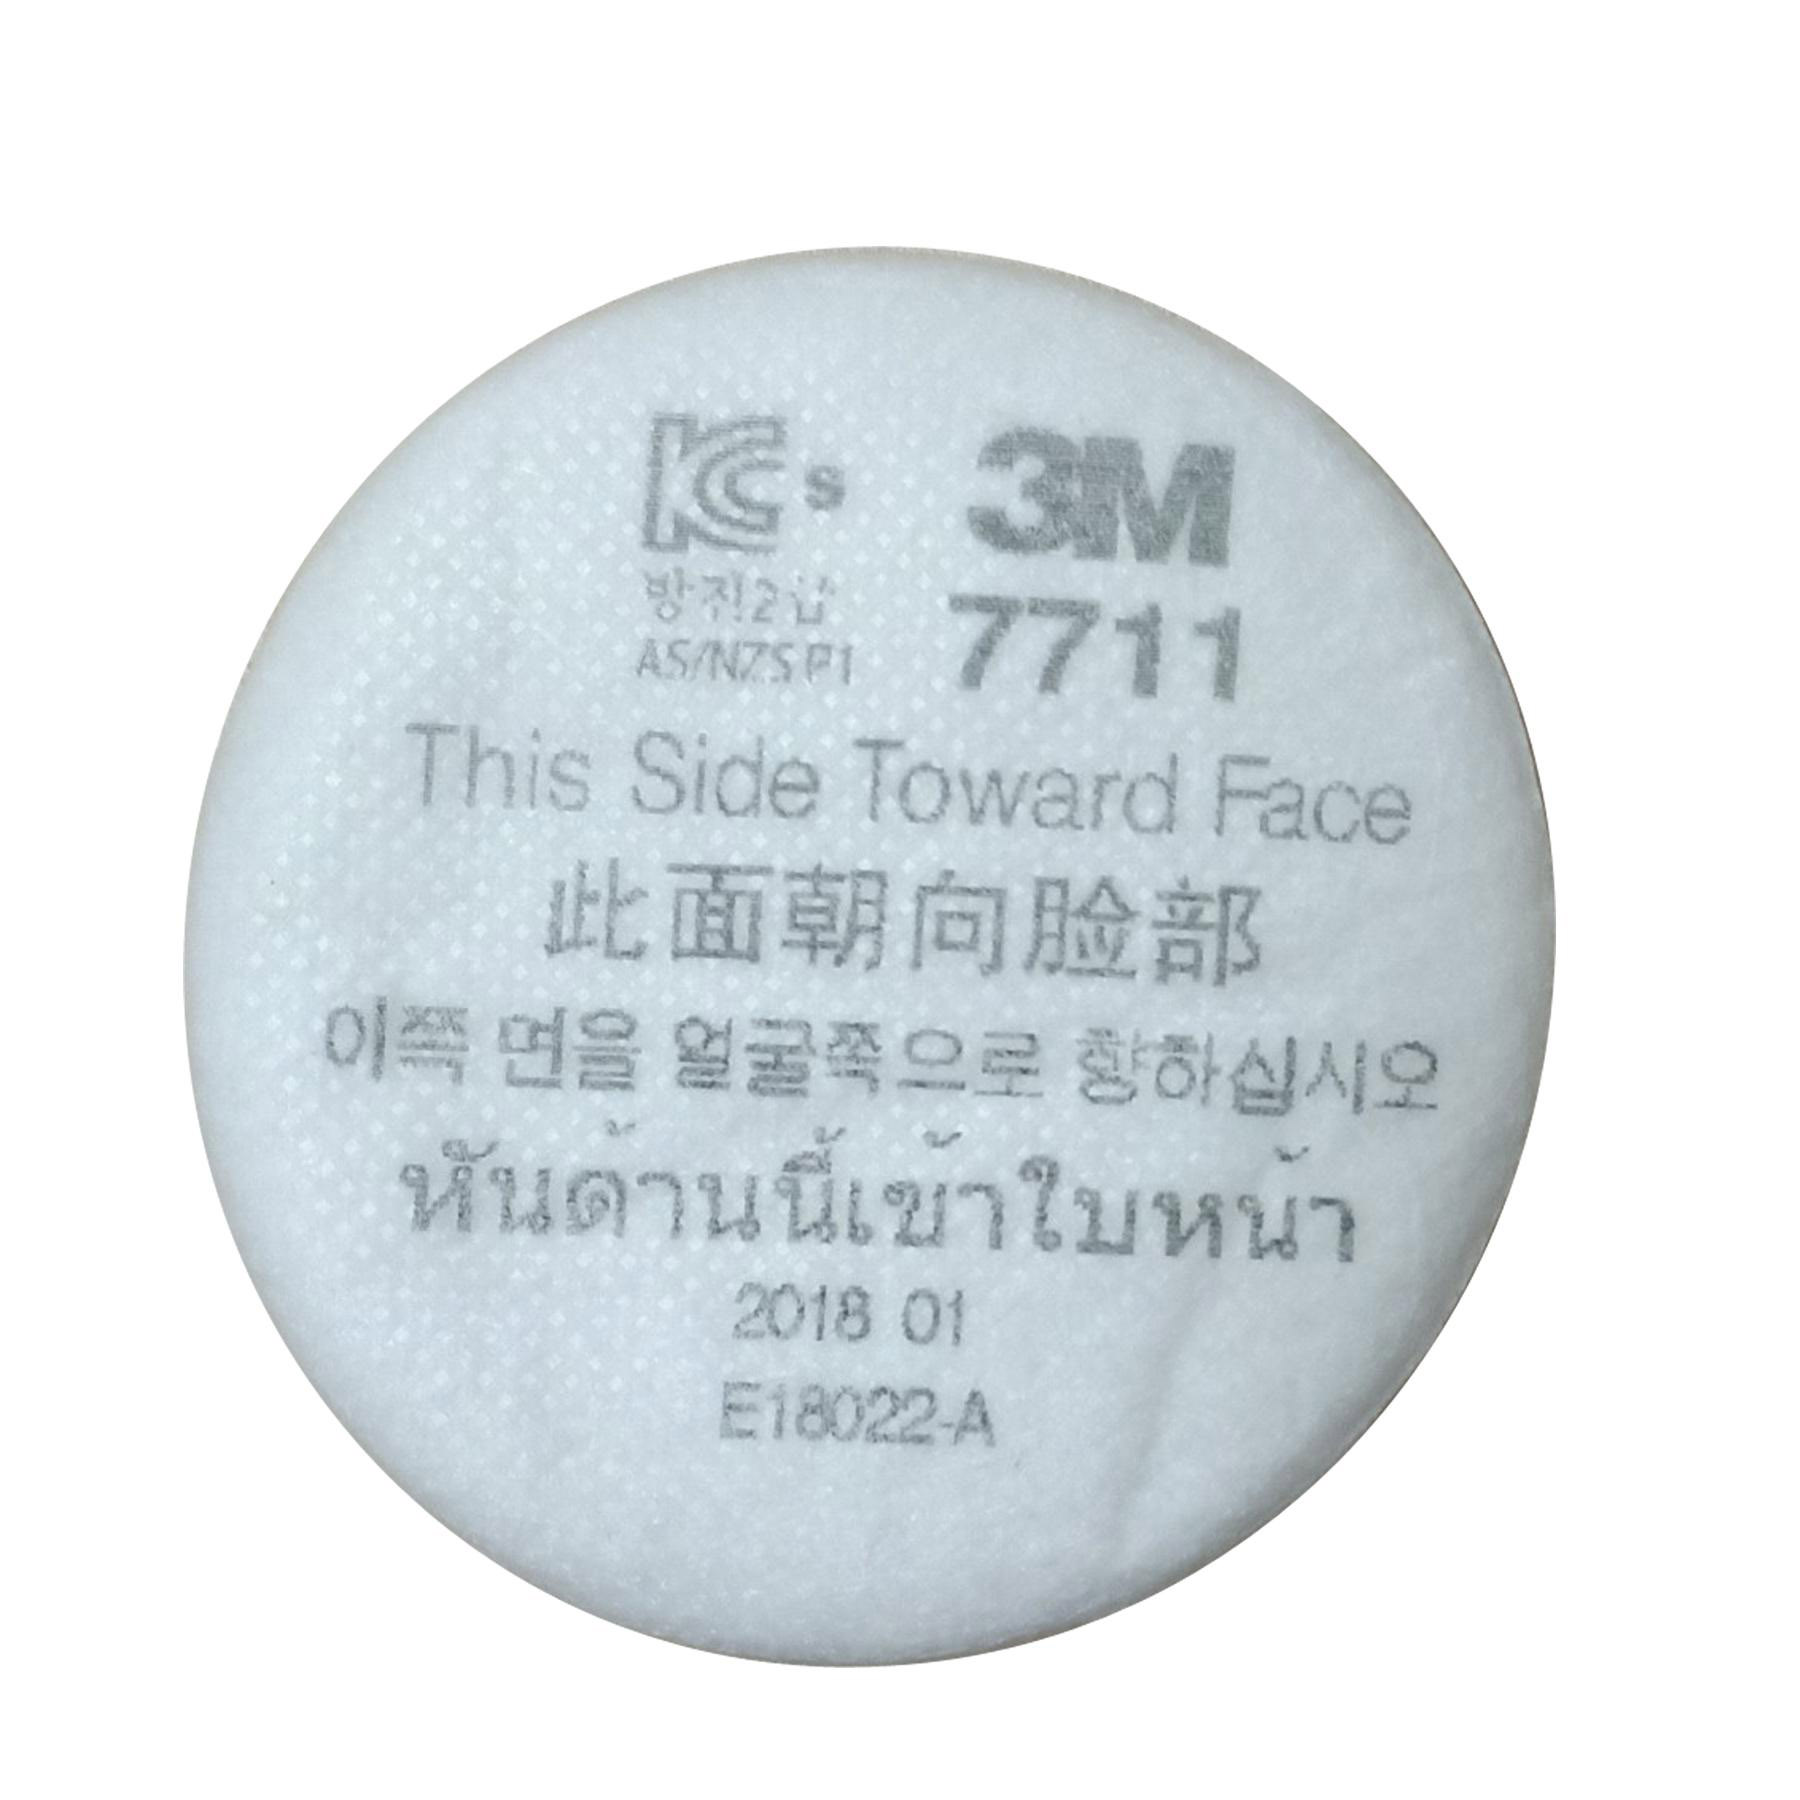 KCs 3M
방진2급 7711
AS/NZS P1
This Side Toward Face
此面朝向脸部
이쪽 면을 얼굴쪽으로 향하십시오
หันด้านนี้เข้าใบหน้า
2018 01
E18022-A